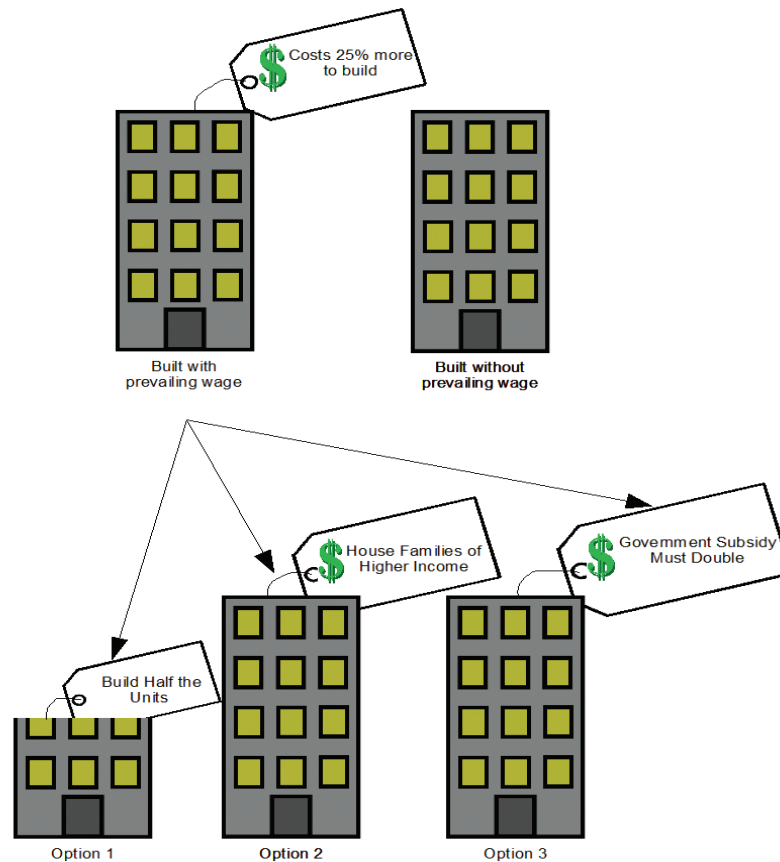 $ Costs 25% more
to build
Built with
prevailing wage
Built without
prevailing wage
$ House Families of
Higher Income
$ Government Subsidy
Must Double
Build Half the
Units
Option 1
Option 2
Option 3